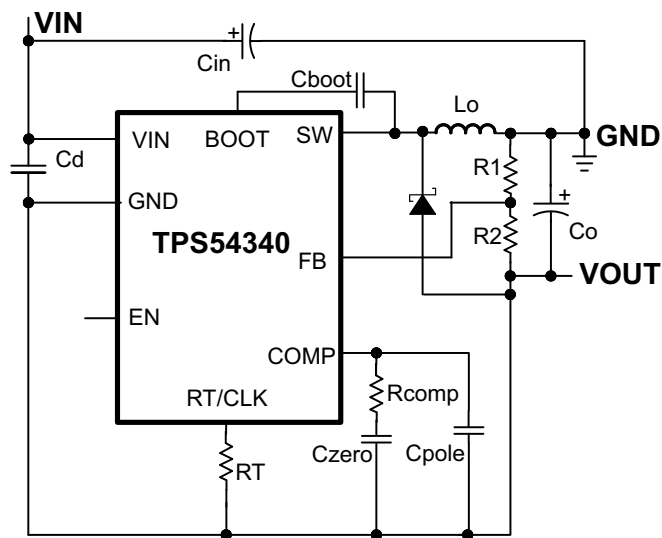 VIN
+
Cin
Cboot
Lo
VIN
BOOT
SW
GND
Cd
R1
GND
+
TPS54340
R2
Co
FB
VOUT
EN
COMP
RT/CLK
Rcomp
RT
Czero
Cpole